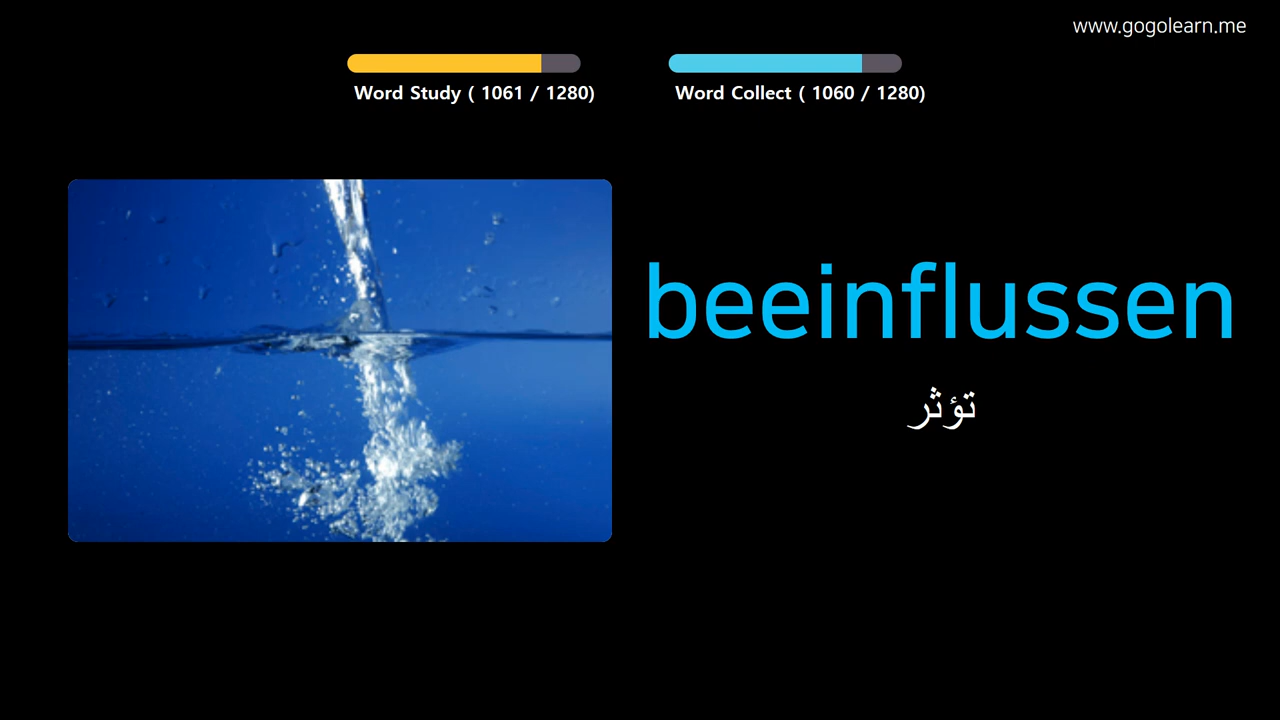 www.gogolearn.me
Word Study ( 1061 / 1280)
Word Collect ( 1060 / 1280)
beeinflussen
تؤثر